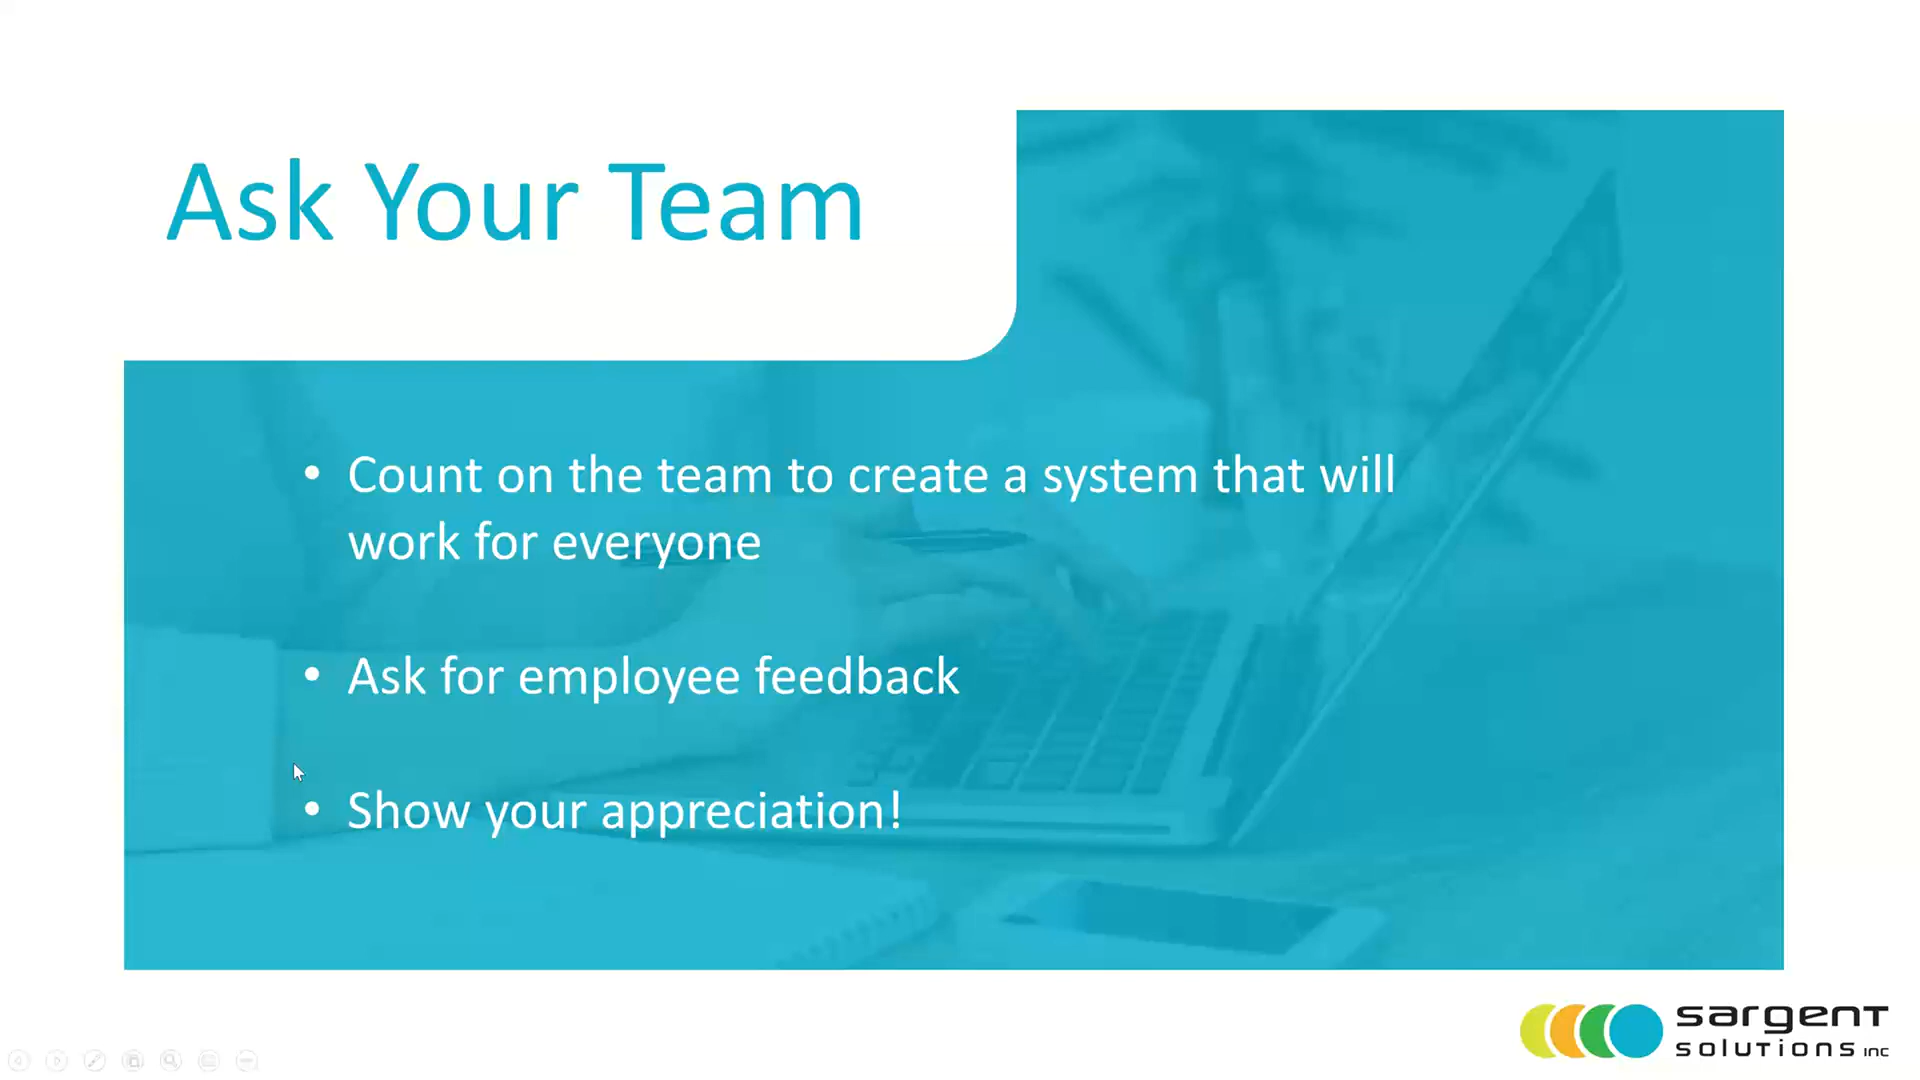 Ask Your Team
• Count on the team to create a system that will
work for everyone
• Ask for employee feedback
• Show your appreciation!
sargent
solutions inc